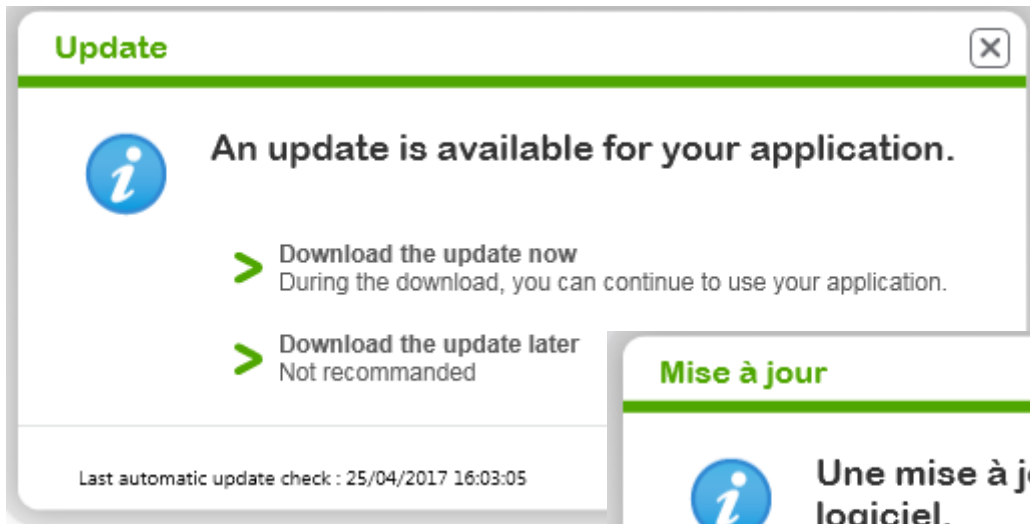 Update
An update is available for your application.
Download the update now
During the download, you can continue to use your application.
Download the update later
Not recommanded
Last automatic update check : 25/04/2017 16:03:05
Mise à jour
Une mise à
logiciel.